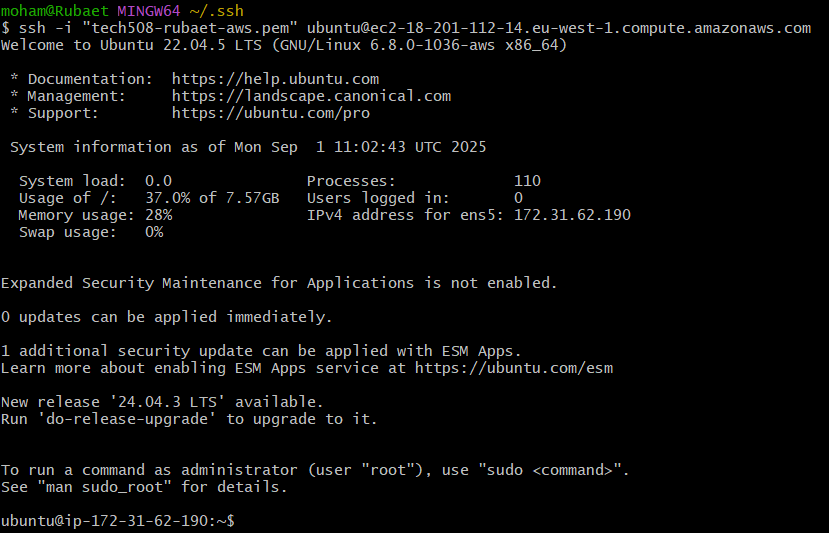 moham@Rubaet MINGW64 ~/.ssh
$ ssh -i "tech508-rubaet-aws.pem" ubuntu@ec2-18-201-112-14.eu-west-1.compute.amazonaws.com
Welcome to Ubuntu 22.04.5 LTS (GNU/Linux 6.8.0-1036-aws x86_64)

 * Documentation:  https://help.ubuntu.com
 * Management:     https://landscape.canonical.com
 * Support:        https://ubuntu.com/pro

 System information as of Mon Sep  1 11:02:43 UTC 2025

  System load:  0.0               Processes:             110
  Usage of /:   37.0% of 7.57GB   Users logged in:       0
  Memory usage: 28%               IPv4 address for ens5: 172.31.62.190
  Swap usage:   0%


Expanded Security Maintenance for Applications is not enabled.

0 updates can be applied immediately.

1 additional security update can be applied with ESM Apps.
Learn more about enabling ESM Apps service at https://ubuntu.com/esm

New release '24.04.3 LTS' available.
Run 'do-release-upgrade' to upgrade to it.


To run a command as administrator (user "root"), use "sudo <command>".
See "man sudo_root" for details.

ubuntu@ip-172-31-62-190:~$